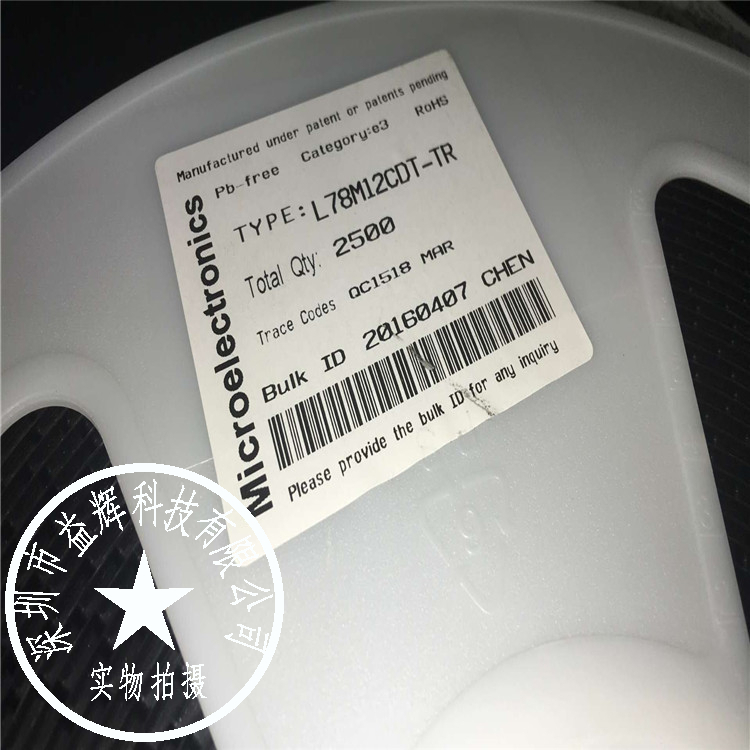 Manufactured under patent or patents pending
Pb-free Category:e3 RoHS
TYPE:L78M12CDT-TR
Total Qty: 2500
Trace Codes QC1518 MAR
Bulk ID 20160407 CHEN
Please provide the bulk ID for any inquiry
Microelectronics
深圳市益辉科技有限公司
实物拍摄